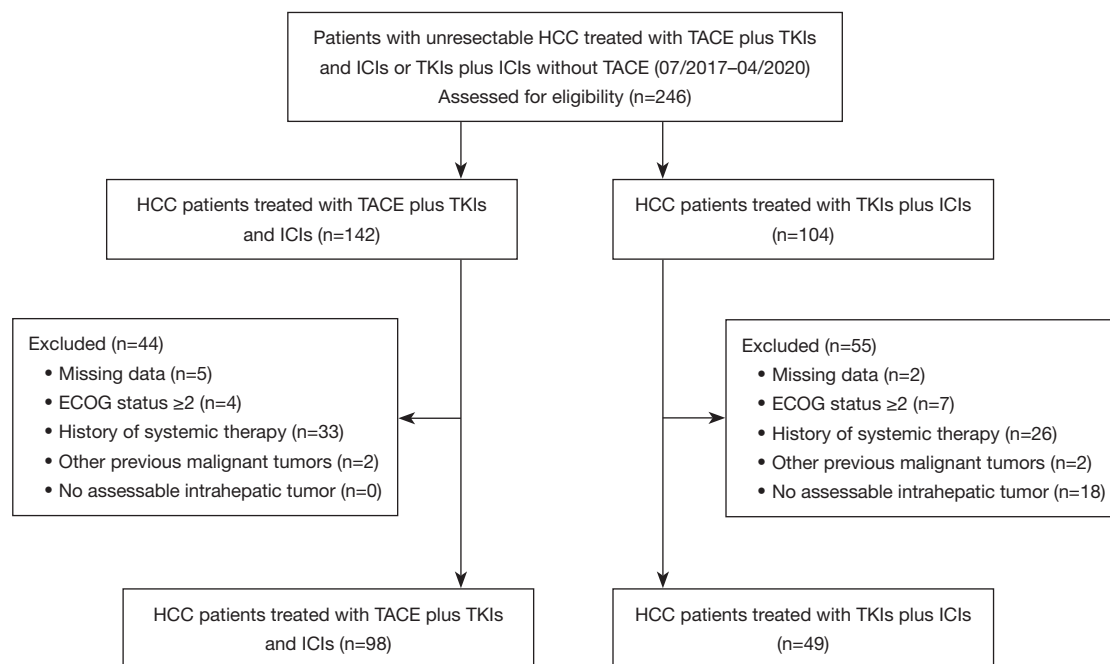 Patients with unresectable HCC treated with TACE plus TKIs
and ICIs or TKIs plus ICIs without TACE (07/2017–04/2020)
Assessed for eligibility (n=246)
HCC patients treated with TACE plus TKIs
and ICIs (n=142)
HCC patients treated with TKIs plus ICIs
(n=104)
Excluded (n=44)
• Missing data (n=5)
• ECOG status ≥2 (n=4)
• History of systemic therapy (n=33)
• Other previous malignant tumors (n=2)
• No assessable intrahepatic tumor (n=0)
Excluded (n=55)
• Missing data (n=2)
• ECOG status ≥2 (n=7)
• History of systemic therapy (n=26)
• Other previous malignant tumors (n=2)
• No assessable intrahepatic tumor (n=18)
HCC patients treated with TACE plus TKIs
and ICIs (n=98)
HCC patients treated with TKIs plus ICIs
(n=49)